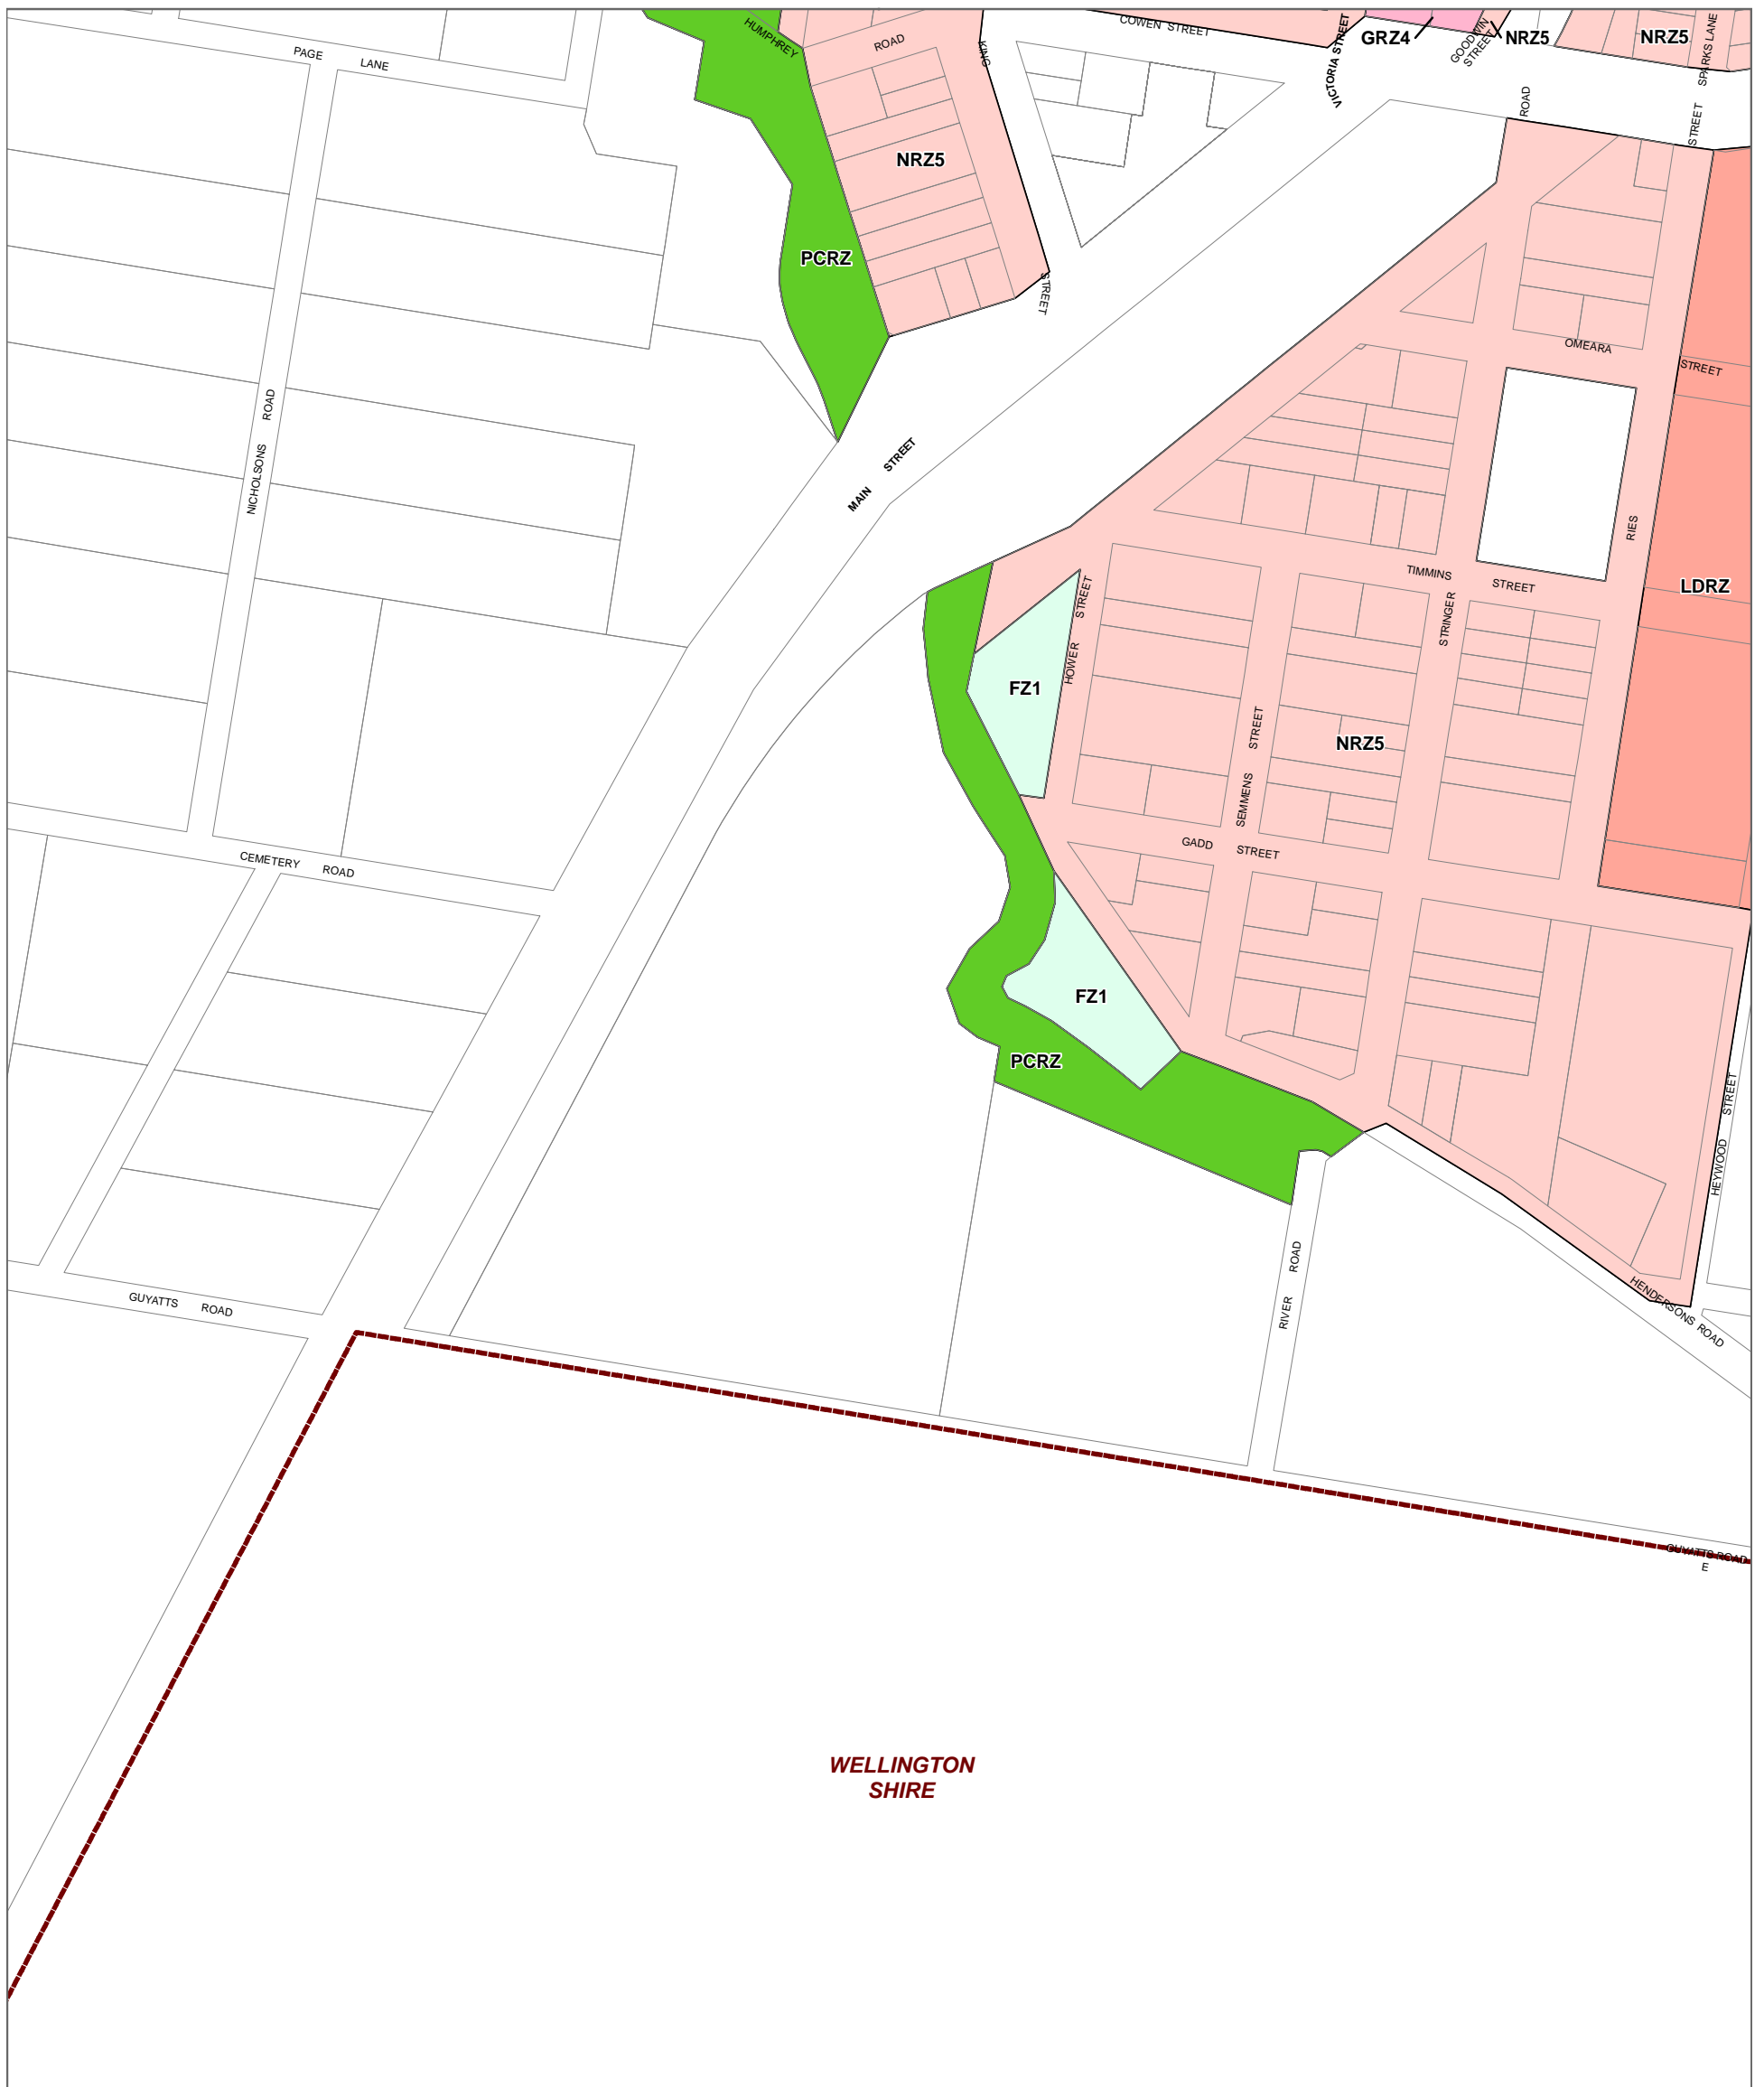 HUMPHREY
ROAD
KING
COWEN STREET
VICTORIA STREET
GRZ4
GOODWIN
STREET
NRZ5
NRZ5
SPARKS LANE
PAGE LANE
ROAD
STREET
NRZ5
PCRZ
STREET
OMEARA
STREET
NICHOLSONS ROAD
MAIN STREET
RIES
TIMMINS STREET
LDRZ
HOWER STREET
STRINGER
FZ1
SEMMENS STREET
NRZ5
GADD STREET
CEMETERY ROAD
FZ1
PCRZ
HEYWOOD STREET
RIVER ROAD
HENDERSONS ROAD
GUYATTS ROAD
GUYATTS ROAD
E
WELLINGTON
SHIRE